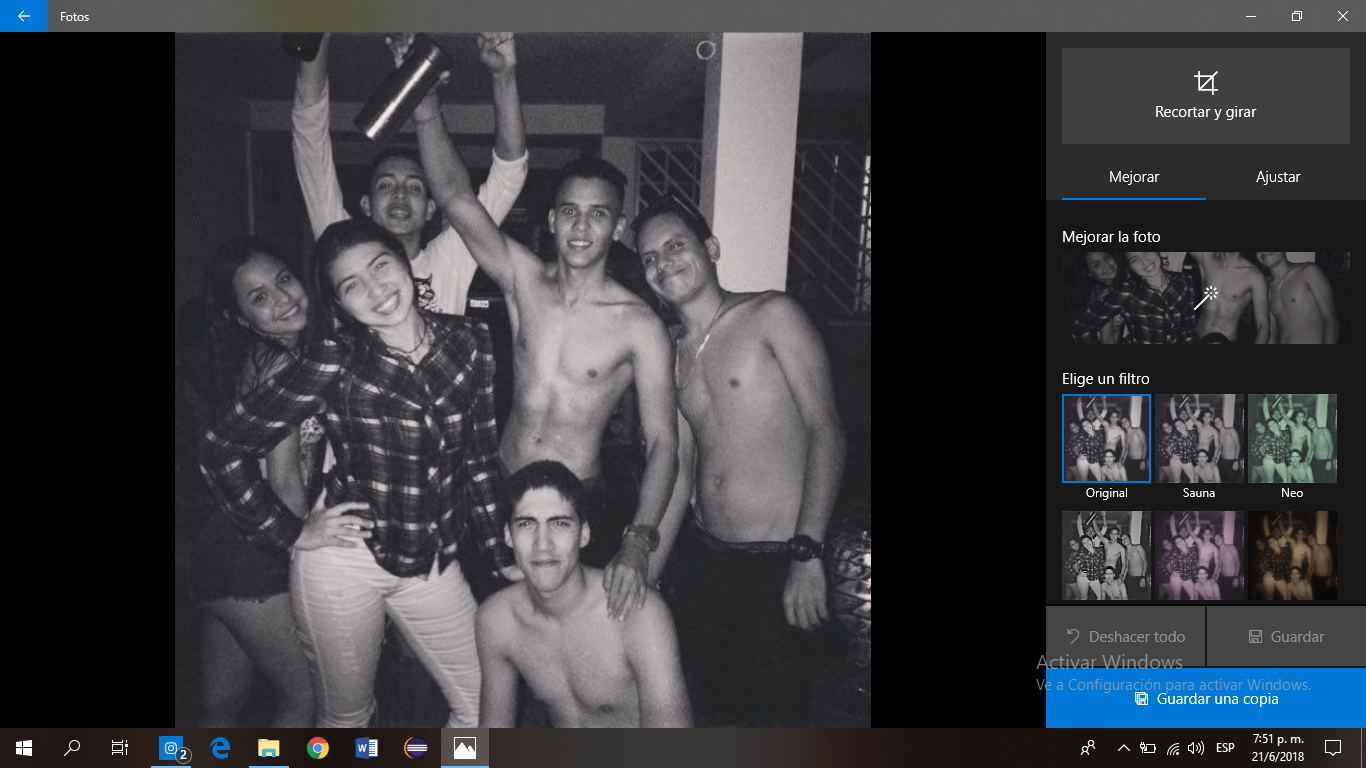 Fotos
Recortar y girar
Mejorar
Ajustar
Mejorar la foto
Elige un filtro
Original
Sauna
Neo
Deshacer todo
Guardar
Activar Windows
Ve a Configuración para activar Windows.
Guardar una copia
2
ESP
7:51 p. m.
21/6/2018